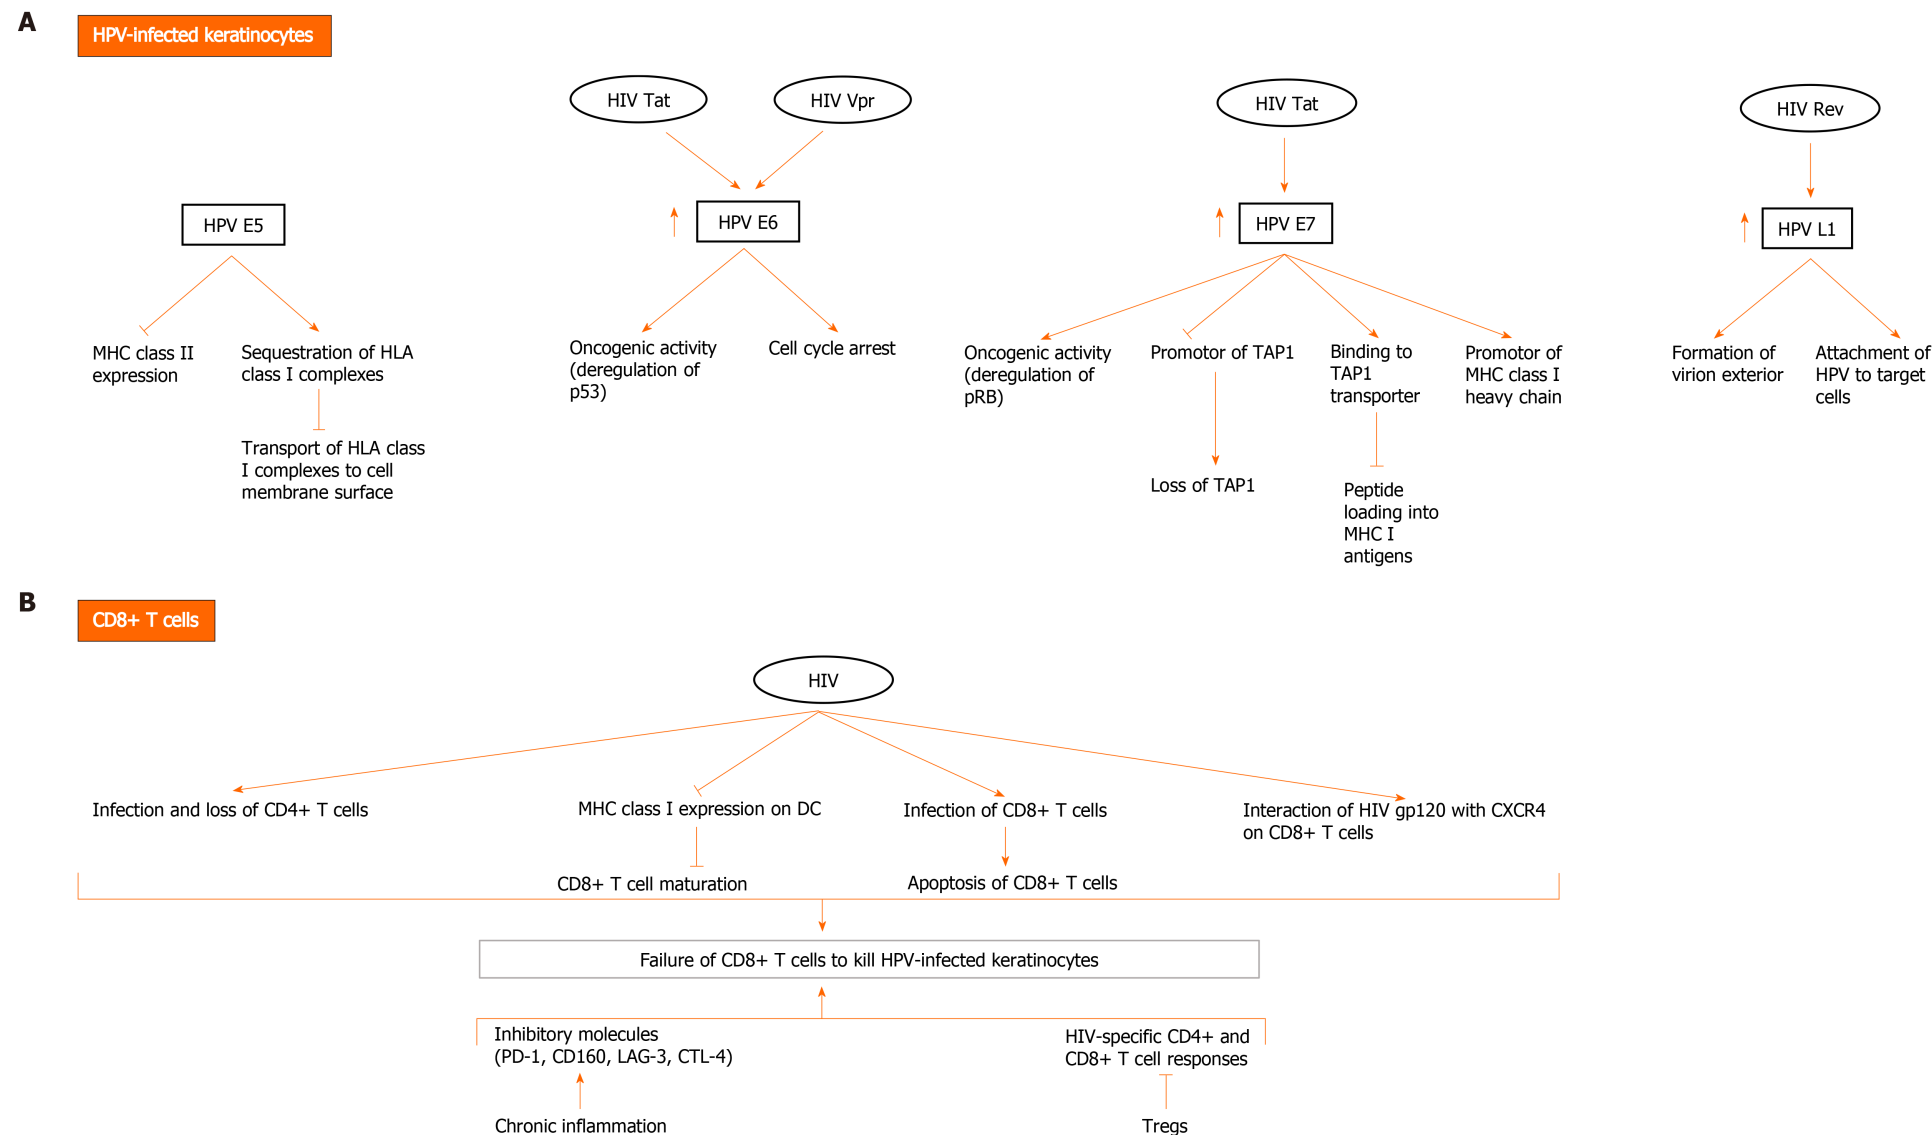 A
HPV-infected keratinocytes
HIV Tat
HIV Vpr
HIV Tat
HIV Rev
HPV E5
HPV E6
HPV E7
HPV L1
MHC class II
expression
Sequestration of HLA
class I complexes
Transport of HLA class
I complexes to cell
membrane surface
Oncogenic activity
(deregulation of
p53)
Cell cycle arrest
Oncogenic activity
(deregulation of
pRB)
Promotor of TAP1
Loss of TAP1
Binding to
TAP1
transporter
Peptide
loading into
MHC I
antigens
Promotor of
MHC class I
heavy chain
Formation of
virion exterior
Attachment of
HPV to target
cells
B
CD8+ T cells
HIV
Infection and loss of CD4+ T cells
MHC class I expression on DC
CD8+ T cell maturation
Infection of CD8+ T cells
Apoptosis of CD8+ T cells
Interaction of HIV gp120 with CXCR4
on CD8+ T cells
Failure of CD8+ T cells to kill HPV-infected keratinocytes
Inhibitory molecules
(PD-1, CD160, LAG-3, CTL-4)
Chronic inflammation
HIV-specific CD4+ and
CD8+ T cell responses
Tregs